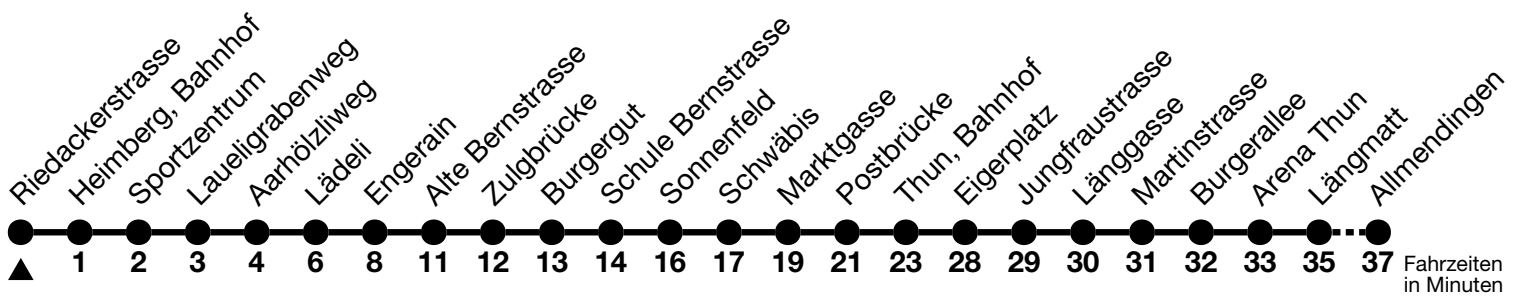 Riedackerstrasse
Heimberg, Bahnhof
Sportzentrum
Laueligrabenweg
Aarhölzliweg
Lädeli
Engerain
Alte Bernstrasse
Zulgbrücke
Burgergut
Schule Bernstrasse
Sonnenfeld
Schwäbis
Marktgasse
Postbrücke
Thun, Bahnhof
Eigerplatz
Jungfraustrasse
Länggasse
Martinstrasse
Burgerallee
Arena Thun
Längmatt
Allmendingen
1 2 3 4 6 8 11 12 13 14 16 17 19 21 23 28 29 30 31 32 33 35 37
Fahrzeiten
in Minuten